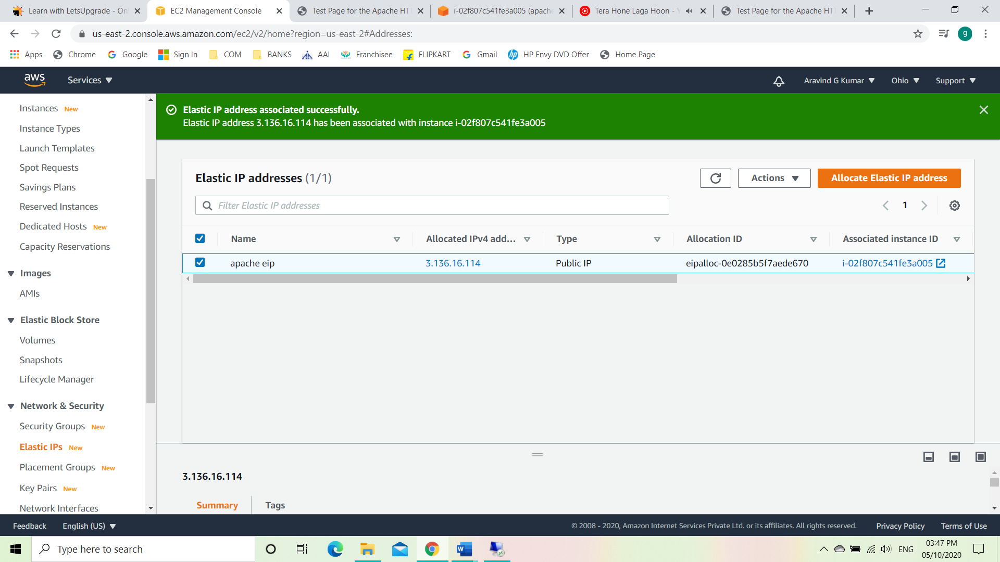 Learn with LetsUpgrade - Onl
EC2 Management Console
Test Page for the Apache HTT
i-02f807c541fe3a005 (apache
Tera Hone Laga Hoon - Y
Test Page for the Apache HTT
us-east-2.console.aws.amazon.com/ec2/v2/home?region=us-east-2#Addresses:
g
Apps
Chrome
Google
Sign In
COM
BANKS
AAI
Franchisee
FLIPKART
Gmail
HP Envy DVD Offer
Home Page
aws
Services
Aravind G Kumar
Ohio
Support
Instances New
Instance Types
Launch Templates
Spot Requests
Savings Plans
Reserved Instances
Dedicated Hosts New
Capacity Reservations
Images
AMIs
Elastic Block Store
Volumes
Snapshots
Lifecycle Manager
Network & Security
Security Groups New
Elastic IPs New
Placement Groups New
Key Pairs New
Network Interfaces
Elastic IP address associated successfully.
Elastic IP address 3.136.16.114 has been associated with instance i-02f807c541fe3a005
Elastic IP addresses (1/1)
Actions
Allocate Elastic IP address
Filter Elastic IP addresses
1
Name
Allocated IPv4 add...
Type
Allocation ID
Associated instance ID
apache eip
3.136.16.114
Public IP
eipalloc-0e0285b5f7aede670
i-02f807c541fe3a005
3.136.16.114
Summary
Tags
Feedback
English (US)
© 2008 - 2020, Amazon Internet Services Private Ltd. or its affiliates. All rights reserved.
Privacy Policy
Terms of Use
Type here to search
ENG
03:47 PM
05/10/2020